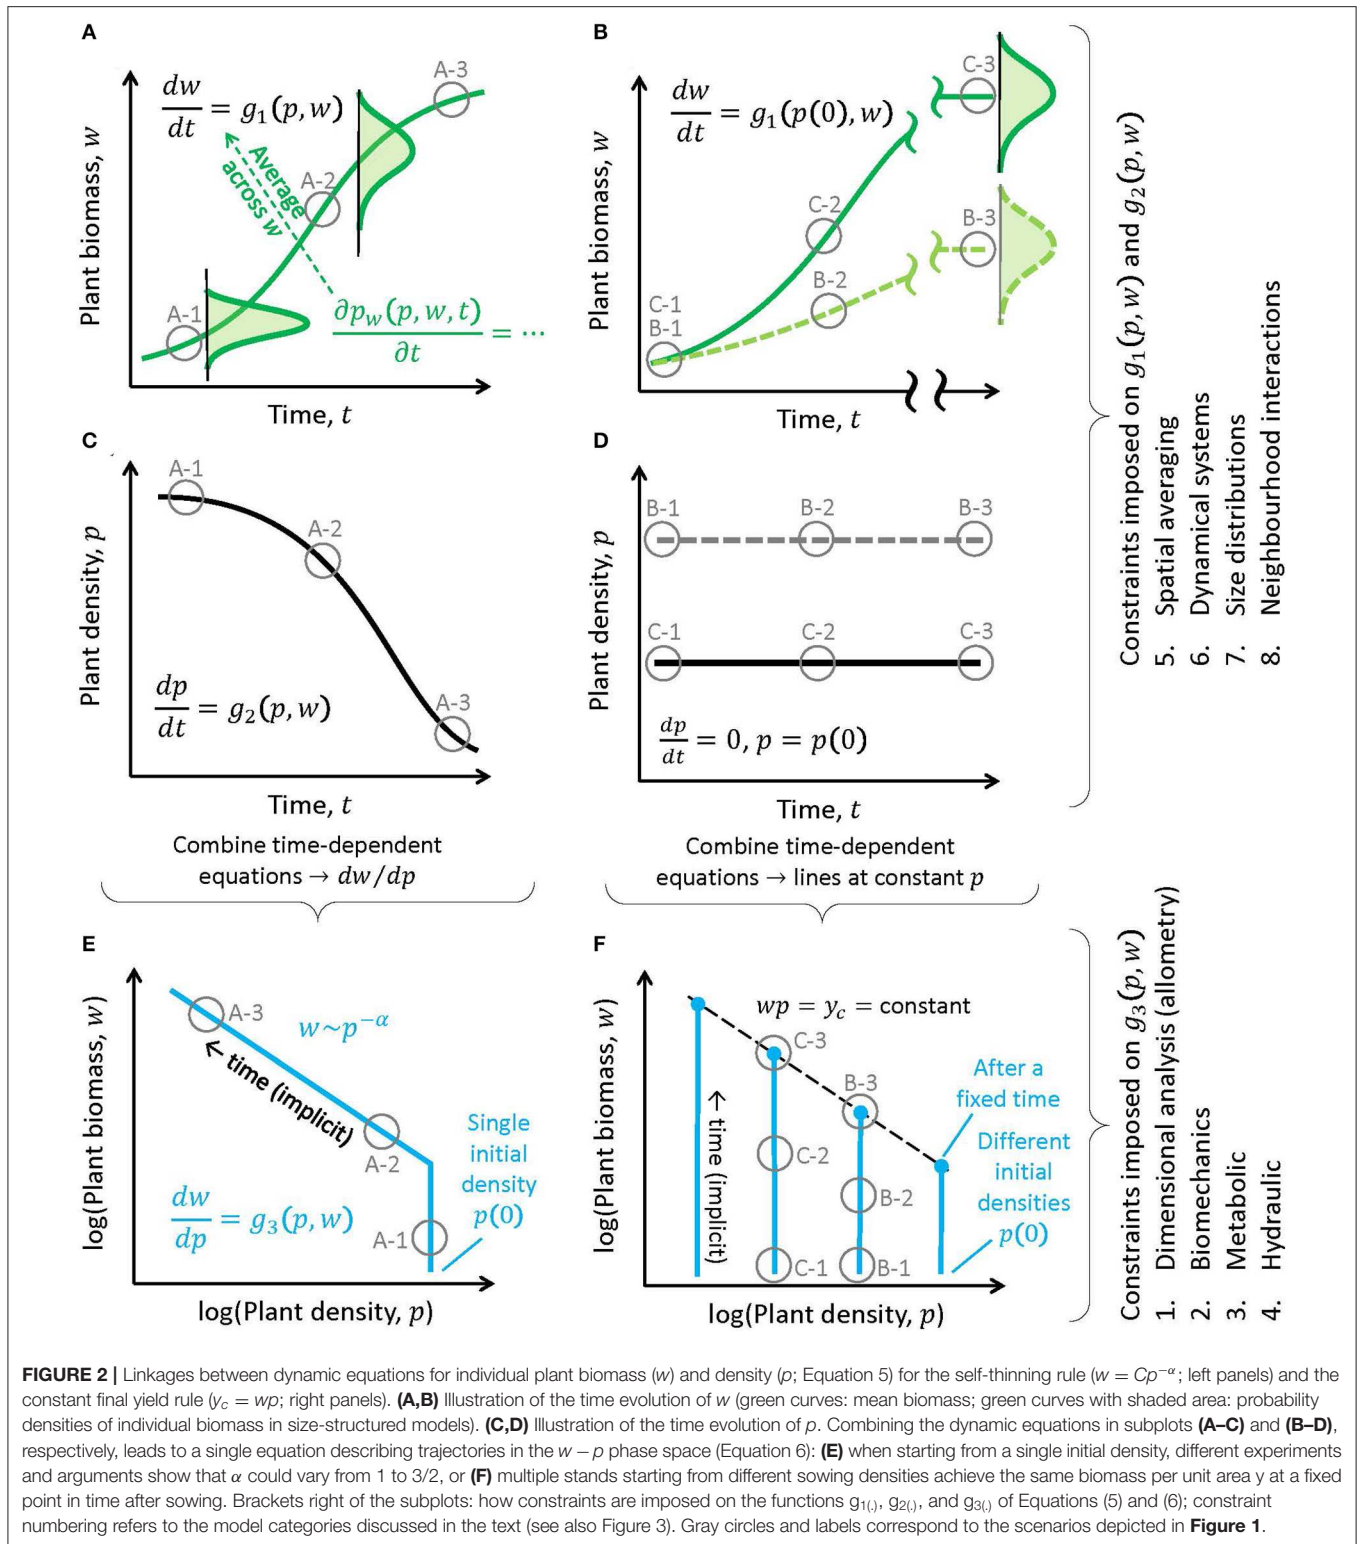 A
Plant biomass, w
dw/dt = g₁(p, w)
A-3
Average
across w
A-2
A-1
∂p_w(p, w, t)/∂t = ⋯
Time, t
B
Plant biomass, w
dw/dt = g₁(p(0), w)
C-3
C-2
B-3
B-2
C-1
B-1
Time, t
C
Plant density, p
A-1
A-2
A-3
dp/dt = g₂(p, w)
Time, t
D
Plant density, p
B-1
B-2
B-3
C-1
C-2
C-3
dp/dt = 0, p = p(0)
Time, t
Constraints imposed on g₁(p, w) and g₂(p, w)
5. Spatial averaging
6. Dynamical systems
7. Size distributions
8. Neighbourhood interactions
Combine time-dependent
equations → dw/dp
Combine time-dependent
equations → lines at constant p
E
log(Plant biomass, w)
A-3
w~p^−α
← time (implicit)
A-2
Single
initial
density
p(0)
dw/dp = g₃(p, w)
A-1
log(Plant density, p)
F
log(Plant biomass, w)
wp = y_c = constant
C-3
B-3
After a
fixed time
← time (implicit)
C-2
B-2
Different
initial
densities
p(0)
C-1
B-1
log(Plant density, p)
Constraints imposed on g₃(p, w)
1. Dimensional analysis (allometry)
2. Biomechanics
3. Metabolic
4. Hydraulic
FIGURE 2 | Linkages between dynamic equations for individual plant biomass (w) and density (p; Equation 5) for the self-thinning rule (w = Cp^−α; left panels) and the
constant final yield rule (y_c = wp; right panels). (A,B) Illustration of the time evolution of w (green curves: mean biomass; green curves with shaded area: probability
densities of individual biomass in size-structured models). (C,D) Illustration of the time evolution of p. Combining the dynamic equations in subplots (A–C) and (B–D),
respectively, leads to a single equation describing trajectories in the w − p phase space (Equation 6): (E) when starting from a single initial density, different experiments
and arguments show that α could vary from 1 to 3/2, or (F) multiple stands starting from different sowing densities achieve the same biomass per unit area y at a fixed
point in time after sowing. Brackets right of the subplots: how constraints are imposed on the functions g₁₍.₎, g₂₍.₎, and g₃₍.₎ of Equations (5) and (6); constraint
numbering refers to the model categories discussed in the text (see also Figure 3). Gray circles and labels correspond to the scenarios depicted in Figure 1.